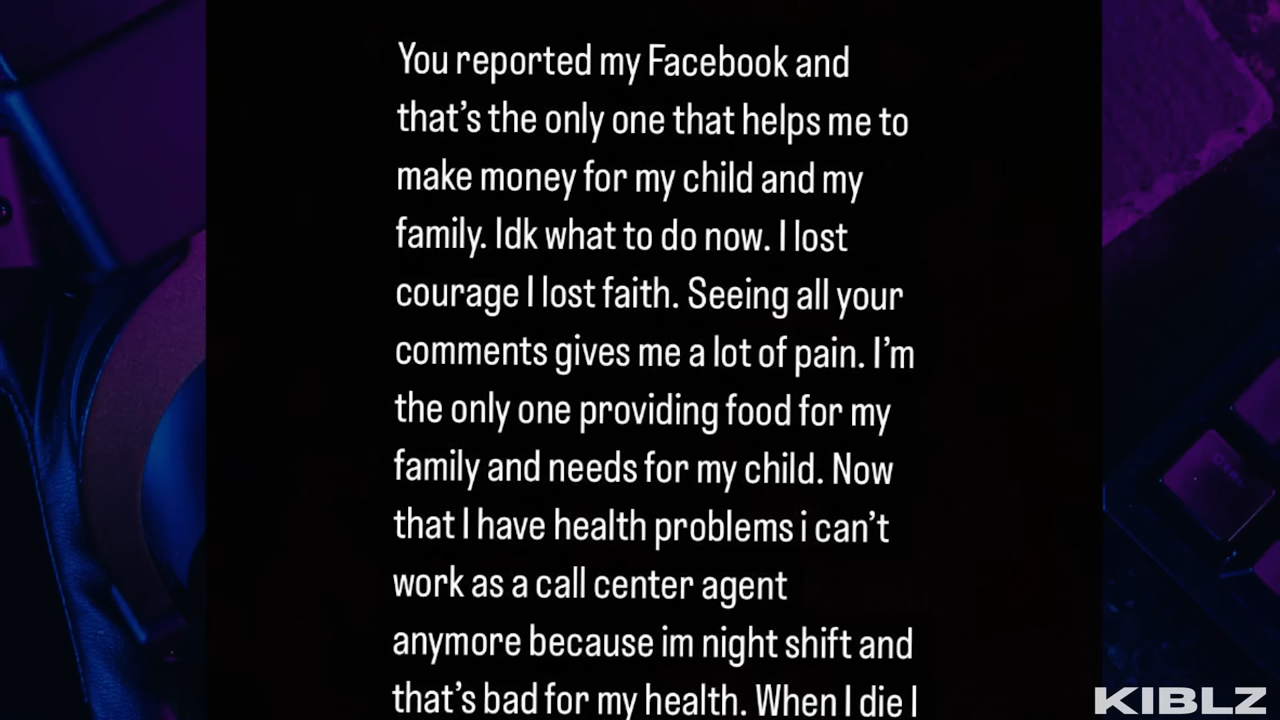 You reported my Facebook and
that's the only one that helps me to
make money for my child and my
family. Idk what to do now. I lost
courage I lost faith. Seeing all your
comments gives me a lot of pain. I'm
the only one providing food for my
family and needs for my child. Now
that I have health problems i can't
work as a call center agent
anymore because im night shift and
that's bad for my health. When I die I
KIBLZ